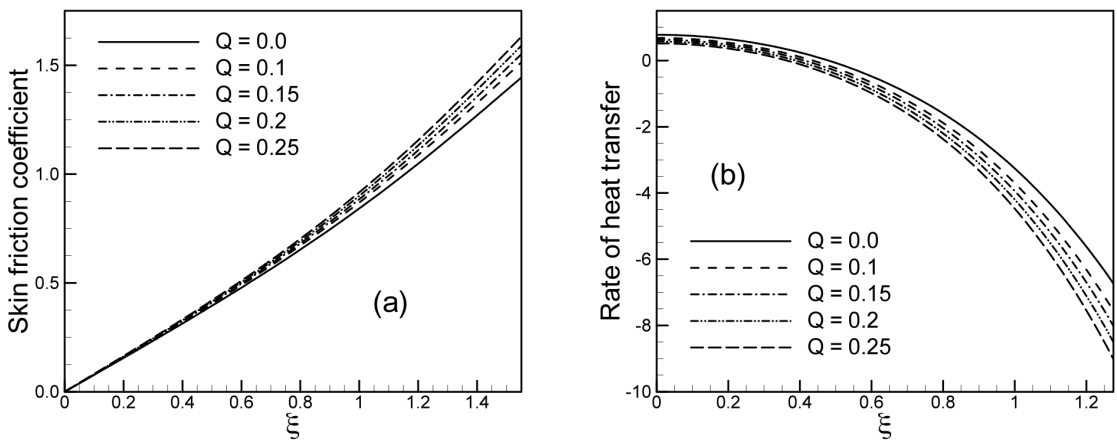 Skin friction coefficient
1.5
1.0
0.5
0.0
Q = 0.0
Q = 0.1
Q = 0.15
Q = 0.2
Q = 0.25
(a)
0 0.2 0.4 0.6 0.8 1 1.2 1.4
ξ
Rate of heat transfer
0
-2
-4
-6
-8
-10
(b)
Q = 0.0
Q = 0.1
Q = 0.15
Q = 0.2
Q = 0.25
0 0.2 0.4 0.6 0.8 1 1.2
ξ